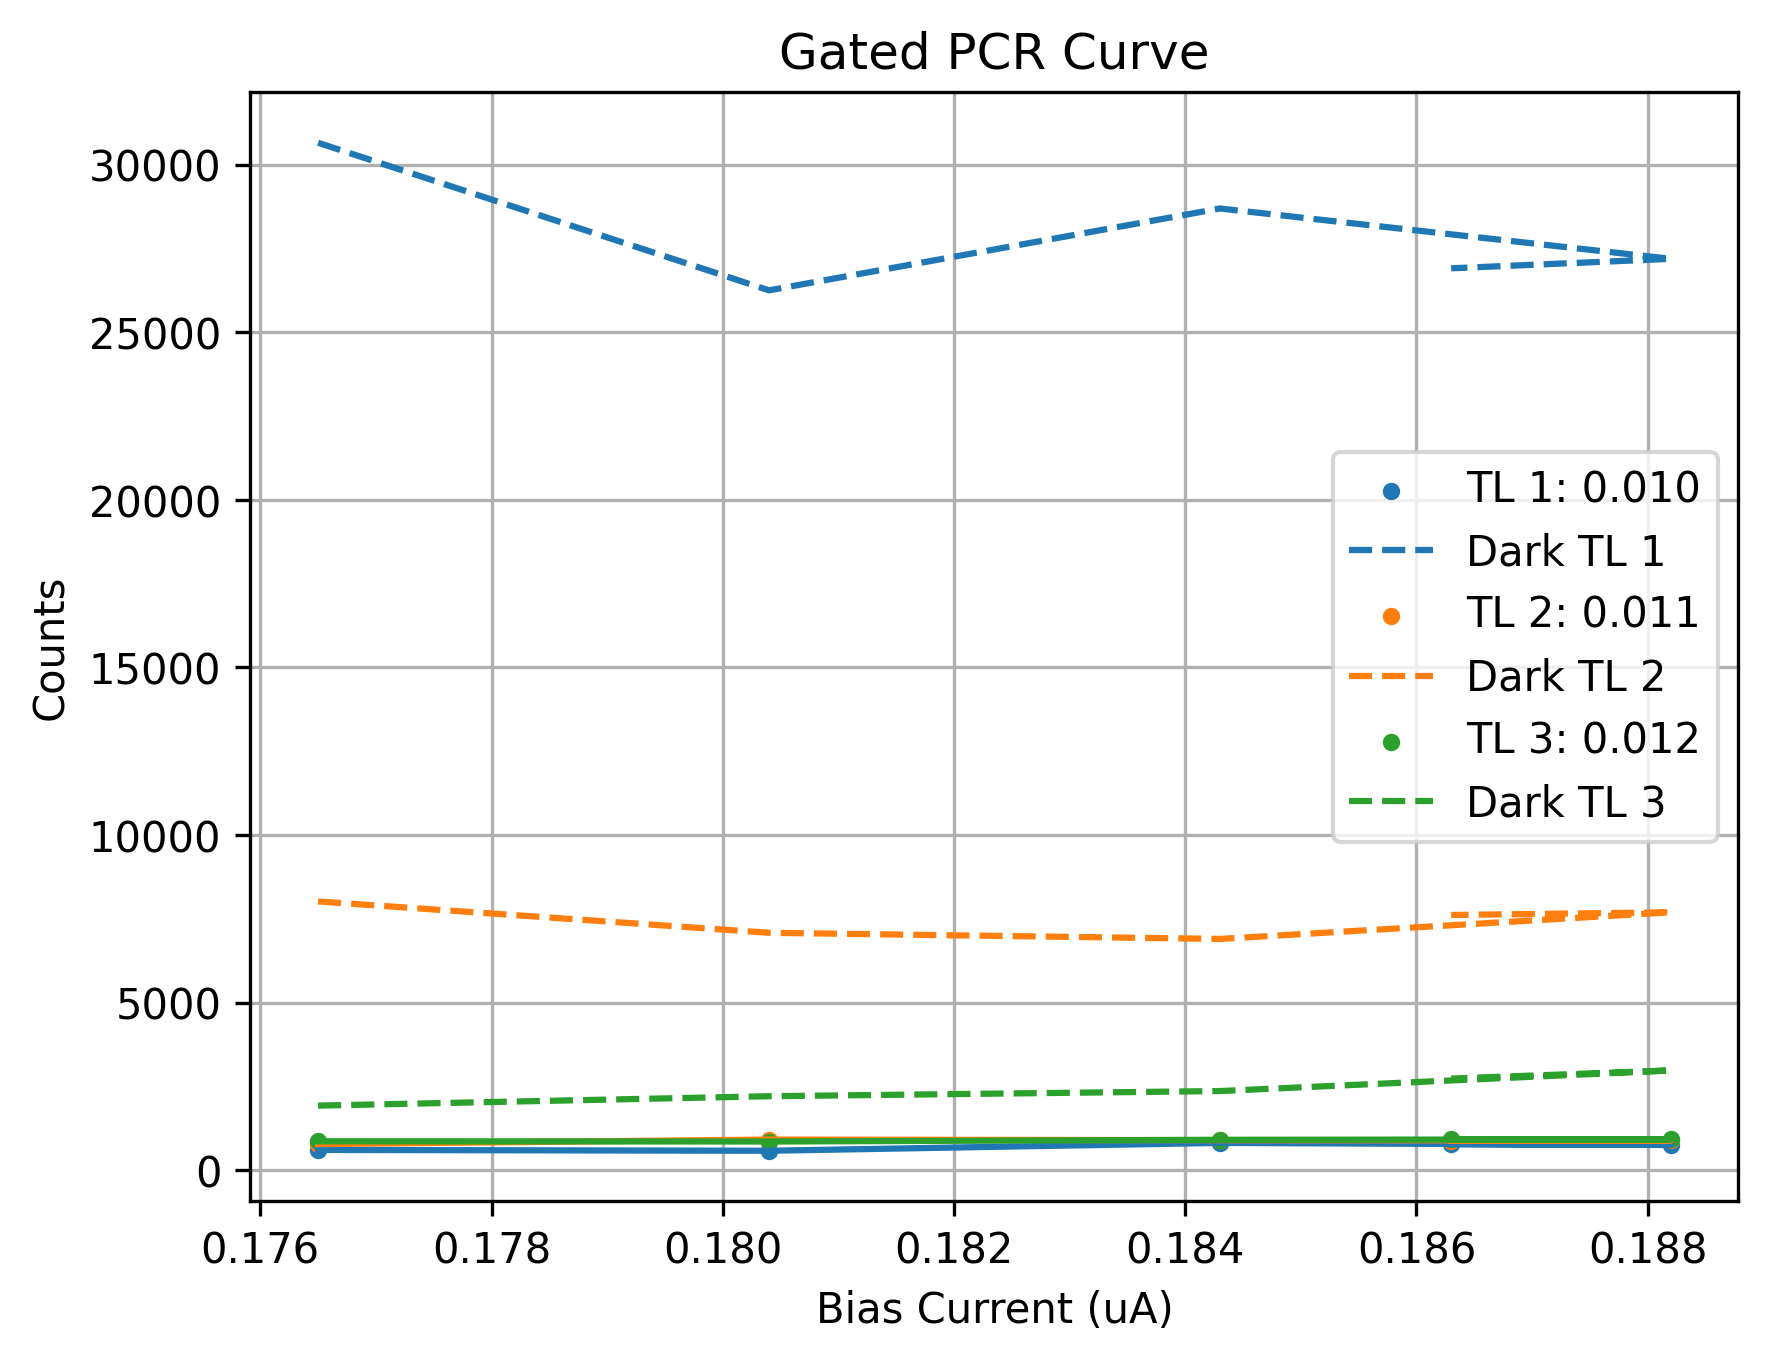 Gated PCR Curve
30000
25000
20000
15000
10000
5000
0
Counts
TL 1: 0.010
Dark TL 1
TL 2: 0.011
Dark TL 2
TL 3: 0.012
Dark TL 3
0.176 0.178 0.180 0.182 0.184 0.186 0.188
Bias Current (uA)